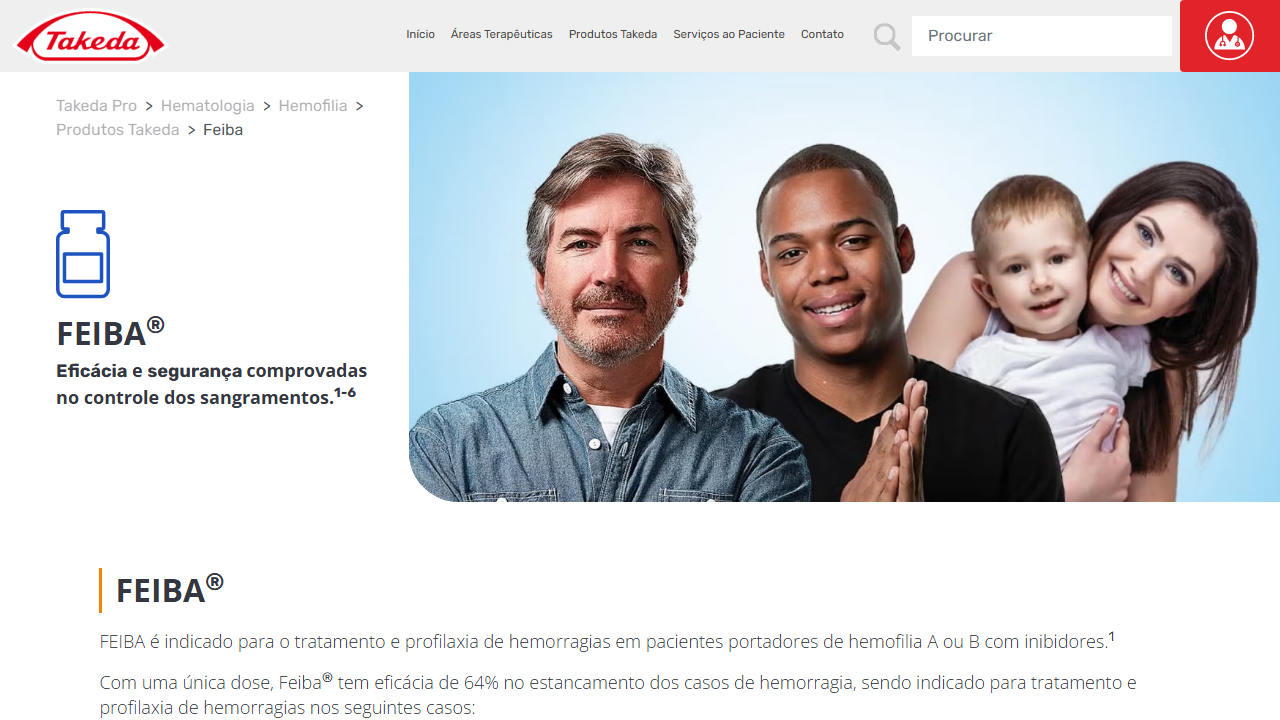 Takeda
Início Áreas Terapêuticas Produtos Takeda Serviços ao Paciente Contato
Procurar
Takeda Pro > Hematologia > Hemofilia >
Produtos Takeda > Feiba
FEIBA®
Eficácia e segurança comprovadas
no controle dos sangramentos.¹⁻⁶
FEIBA®
FEIBA é indicado para o tratamento e profilaxia de hemorragias em pacientes portadores de hemofilia A ou B com inibidores.¹
Com uma única dose, Feiba® tem eficácia de 64% no estancamento dos casos de hemorragia, sendo indicado para tratamento e
profilaxia de hemorragias nos seguintes casos: